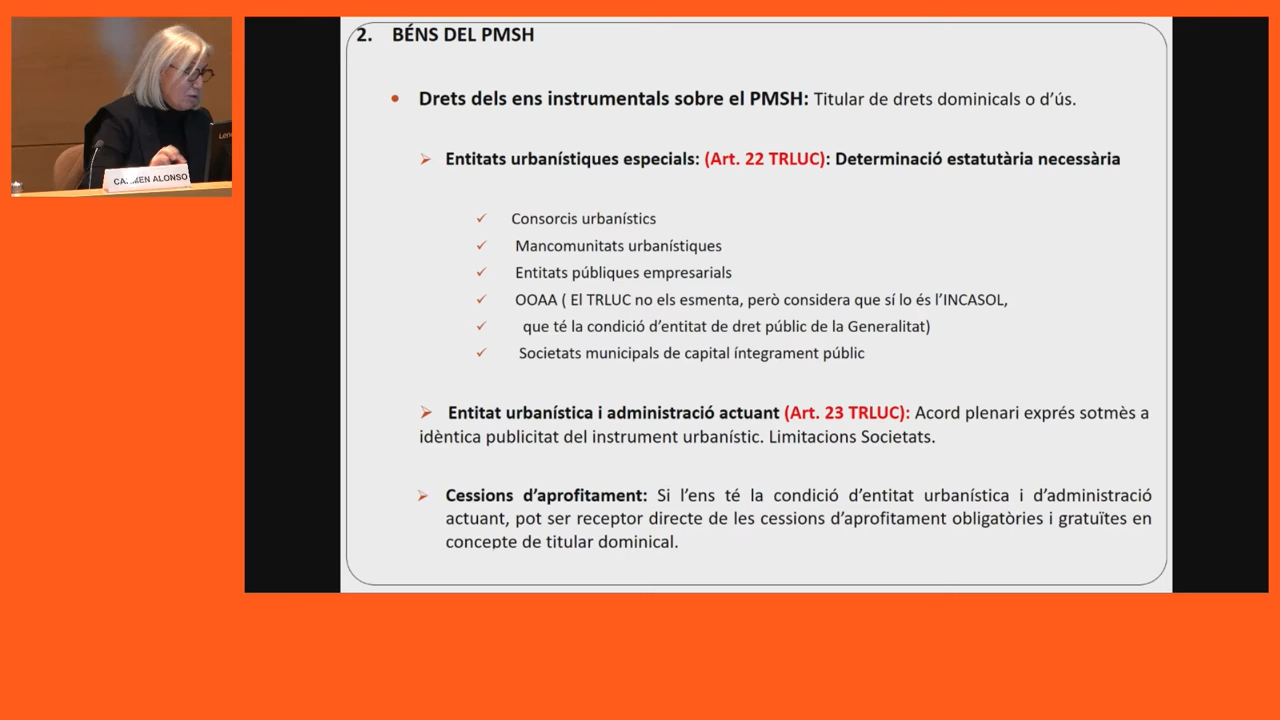 2. BÉNS DEL PMSH
• Drets dels ens instrumentals sobre el PMSH: Titular de drets dominicals o d'ús.
➢ Entitats urbanístiques especials: (Art. 22 TRLUC): Determinació estatutària necessària
✓ Consorcis urbanístics
✓ Mancomunitats urbanístiques
✓ Entitats públiques empresarials
✓ OOAA ( El TRLUC no els esmenta, però considera que sí lo és l'INCASOL,
✓ que té la condició d'entitat de dret públic de la Generalitat)
✓ Societats municipals de capital íntegrament públic
➢ Entitat urbanística i administració actuant (Art. 23 TRLUC): Acord plenari exprés sotmès a
idèntica publicitat del instrument urbanístic. Limitacions Societats.
➢ Cessions d'aprofitament: Si l'ens té la condició d'entitat urbanística i d'administració
actuant, pot ser receptor directe de les cessions d'aprofitament obligatòries i gratuïtes en
concepte de titular dominical.
ALONSO